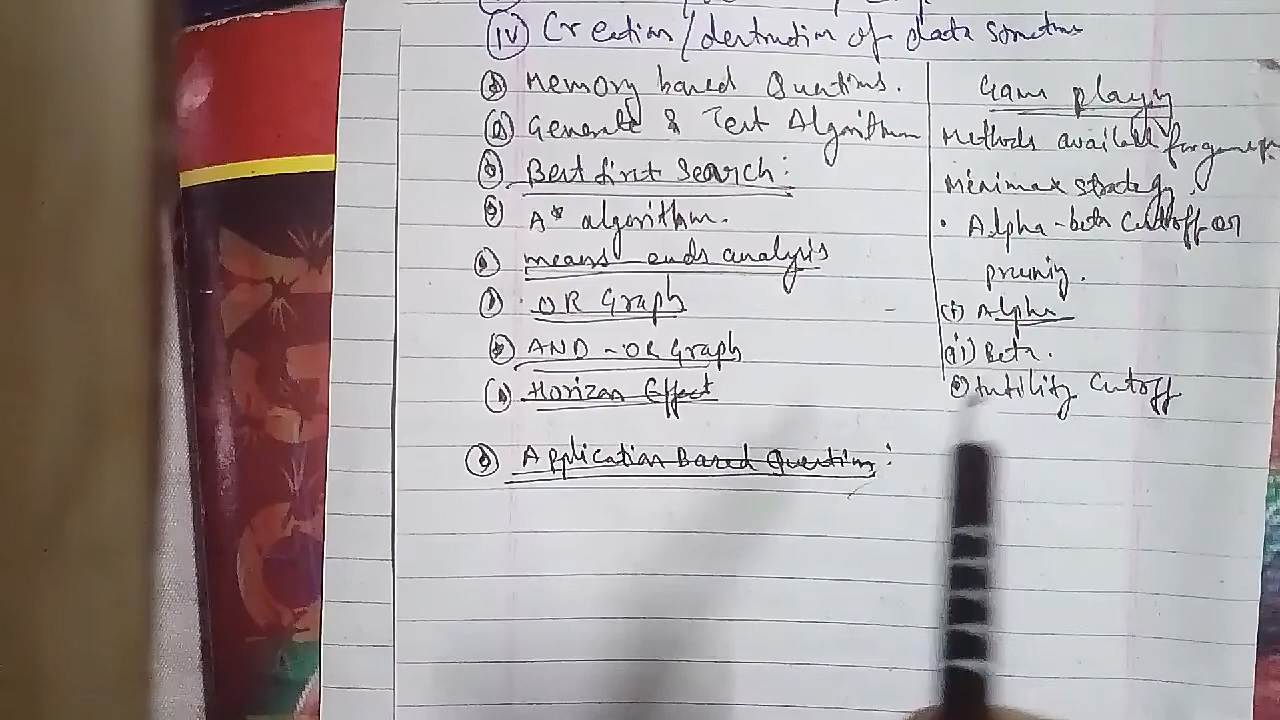 (IV) Creation/destruction of data structures
Memory based Questions.
Generate & Test Algorithm
Best first Search:
A* algorithm.
means ends analysis
OR Graph
AND-OR Graph
Horizan Effect
Application Based Questions:
Game playing
Methods available for game
Minimax strategy.
• Alpha-beta cutoff or
pruning.
(i) Alpha
(ii) Beta.
futility cutoff